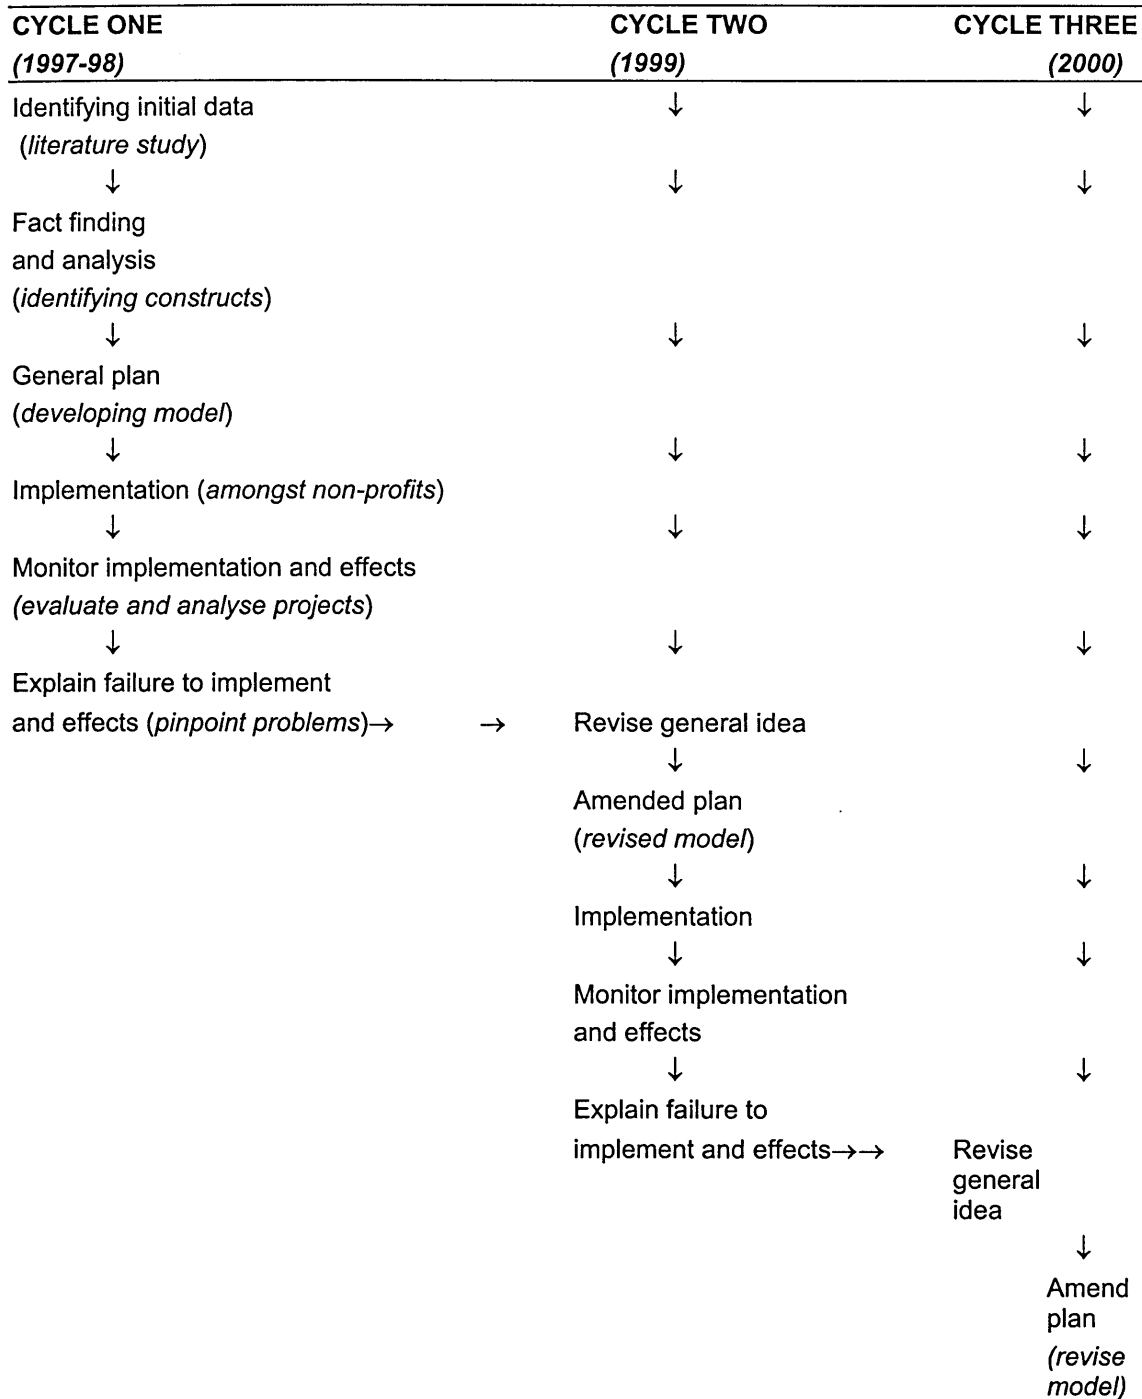 CYCLE ONE CYCLE TWO CYCLE THREE
(1997-98) (1999) (2000)
Identifying initial data ↓ ↓
(literature study)
↓ ↓ ↓
Fact finding
and analysis
(identifying constructs)
↓ ↓ ↓
General plan
(developing model)
↓ ↓ ↓
Implementation (amongst non-profits)
↓ ↓ ↓
Monitor implementation and effects
(evaluate and analyse projects)
↓ ↓ ↓
Explain failure to implement
and effects (pinpoint problems)→ → Revise general idea
↓ ↓
Amended plan
(revised model)
↓ ↓
Implementation
↓ ↓
Monitor implementation
and effects
↓ ↓
Explain failure to
implement and effects→→ Revise
general
idea
↓
Amend
plan
(revise
model)